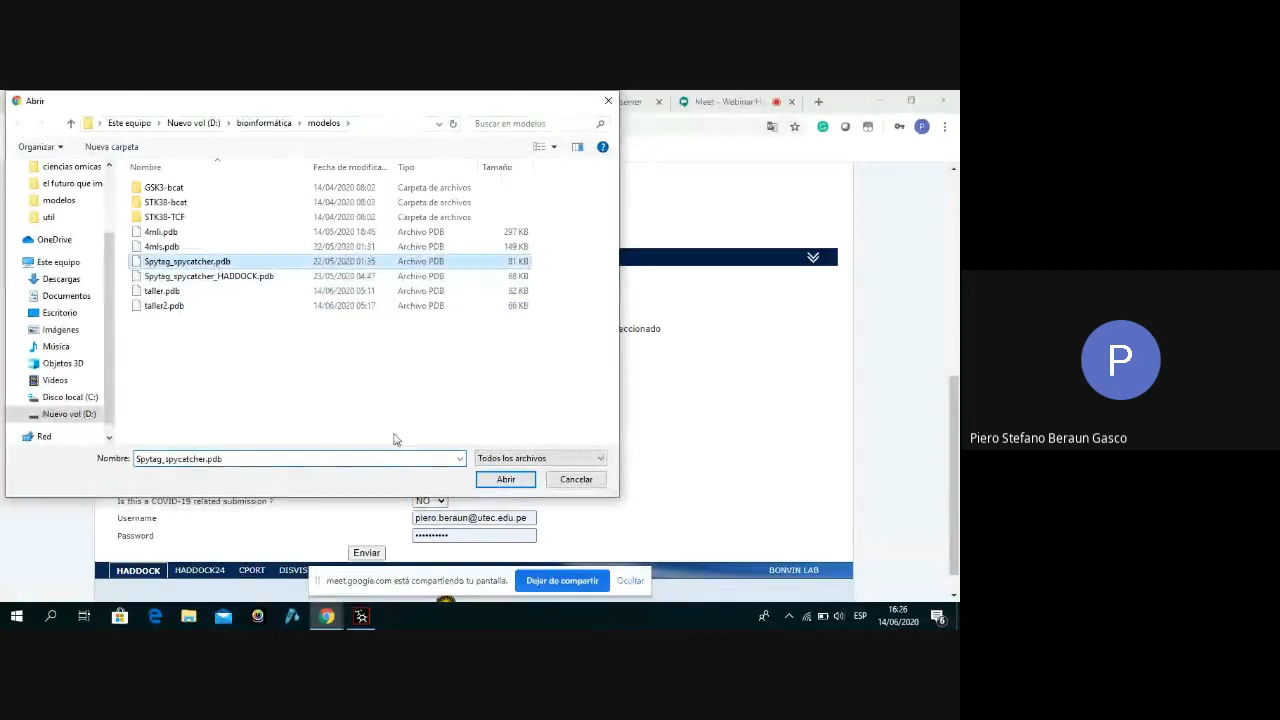 Abrir
server
Meet - Webinar H
Este equipo > Nuevo vol (D:) > bioinformática > modelos >
Buscar en modelos
P
Organizar
Nueva carpeta
Nombre
Fecha de modifica...
Tipo
Tamaño
ciencias omicas
el futuro que im
modelos
util
OneDrive
Este equipo
Descargas
Documentos
Escritorio
Imágenes
Música
Objetos 3D
Vídeos
Disco local (C:)
Nuevo vol (D:)
Red
GSK3-bcat 14/04/2020 08:02 Carpeta de archivos
STK38-bcat 14/04/2020 08:03 Carpeta de archivos
STK38-TCF 14/04/2020 08:02 Carpeta de archivos
4mli.pdb 14/05/2020 18:46 Archivo PDB 297 KB
4mls.pdb 22/05/2020 01:31 Archivo PDB 149 KB
Spytag_spycatcher.pdb 22/05/2020 01:35 Archivo PDB 81 KB
Spytag_spycatcher_HADDOCK.pdb 23/05/2020 04:47 Archivo PDB 68 KB
taller.pdb 14/06/2020 05:11 Archivo PDB 82 KB
taller2.pdb 14/06/2020 05:17 Archivo PDB 66 KB
eccionado
Nombre: Spytag_spycatcher.pdb
Todos los archivos
Abrir
Cancelar
Is this a COVID-19 related submission ? NO
Username piero.beraun@utec.edu.pe
Password ••••••••••
Enviar
HADDOCK HADDOCK24 CPORT DISVIS
BONVIN LAB
meet.google.com está compartiendo tu pantalla.
Dejar de compartir
Ocultar
ESP
16:26
14/06/2020
6
P
Piero Stefano Beraun Gasco